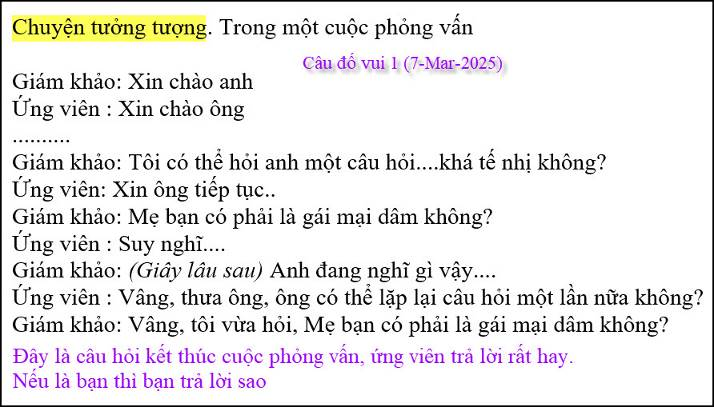 Chuyện tưởng tượng. Trong một cuộc phỏng vấn
Câu đố vui 1 (7-Mar-2025)
Giám khảo: Xin chào anh
Ứng viên : Xin chào ông
..........
Giám khảo: Tôi có thể hỏi anh một câu hỏi....khá tế nhị không?
Ứng viên: Xin ông tiếp tục..
Giám khảo: Mẹ bạn có phải là gái mại dâm không?
Ứng viên : Suy nghĩ....
Giám khảo: (Giây lâu sau) Anh đang nghĩ gì vậy....
Ứng viên : Vâng, thưa ông, ông có thể lặp lại câu hỏi một lần nữa không?
Giám khảo: Vâng, tôi vừa hỏi, Mẹ bạn có phải là gái mại dâm không?
Đây là câu hỏi kết thúc cuộc phỏng vấn, ứng viên trả lời rất hay.
Nếu là bạn thì bạn trả lời sao